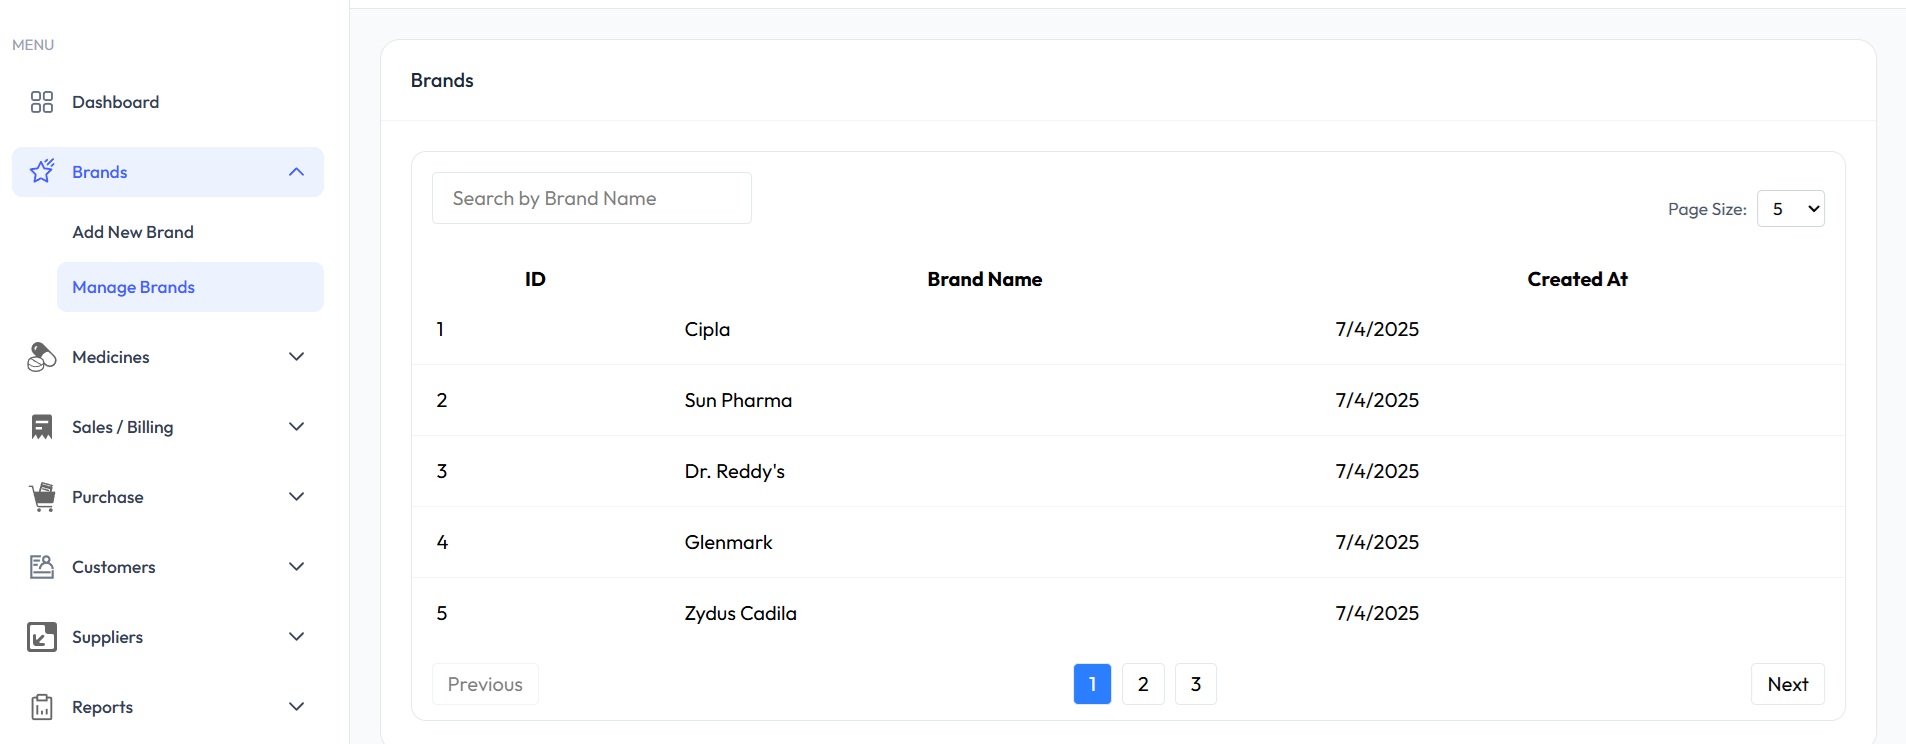 MENU
Dashboard
Brands
Add New Brand
Manage Brands
Medicines
Sales / Billing
Purchase
Customers
Suppliers
Reports
Brands
Search by Brand Name
Page Size: 5
ID Brand Name Created At
1 Cipla 7/4/2025
2 Sun Pharma 7/4/2025
3 Dr. Reddy's 7/4/2025
4 Glenmark 7/4/2025
5 Zydus Cadila 7/4/2025
Previous 1 2 3 Next